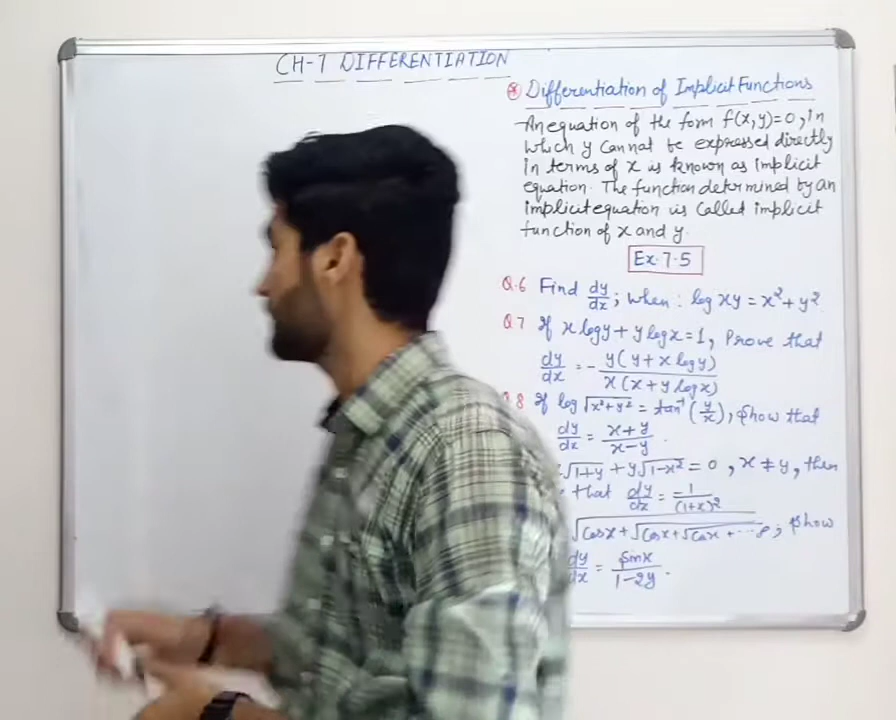 CH-7 DIFFERENTIATION
* Differentiation of Implicit Functions
An equation of the form f(x,y)=0, in
which y cannot be expressed directly
in terms of x is known as implicit
equation. The function determined by an
implicit equation is called implicit
function of x and y.
Ex. 7.5
Q.6 Find dy/dx; when: log xy = x²+y²
Q.7 If x log y + y log x = 1, Prove that
dy/dx = - y(y + x log y) / x(x + y log x)
8 If log √x²+y² = tan⁻¹(y/x), show that
dy/dx = x+y / x-y.
√1+y + y√1-x² = 0, x ≠ y, then
that dy/dx = -1/(1+x)²
√cosx + √cosx + √cosx + ... ∞; show
dy/dx = sinx / 1-2y.